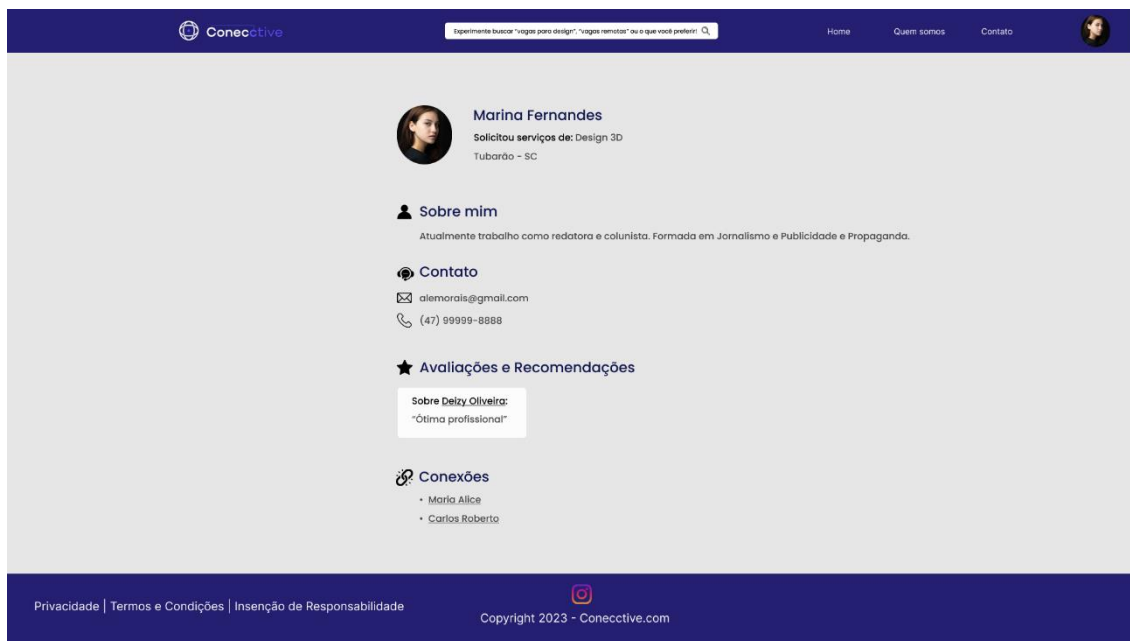 Conecctive
Experimente buscar "vagas para design", "vagas remotas" ou o que você preferir!
Home
Quem somos
Contato
Marina Fernandes
Solicitou serviços de: Design 3D
Tubarão - SC
Sobre mim
Atualmente trabalho como redatora e colunista. Formada em Jornalismo e Publicidade e Propaganda.
Contato
alemorais@gmail.com
(47) 99999-8888
Avaliações e Recomendações
Sobre Deizy Oliveira:
"Ótima profissional"
Conexões
• Maria Alice
• Carlos Roberto
Privacidade | Termos e Condições | Insenção de Responsabilidade
Copyright 2023 - Conecctive.com